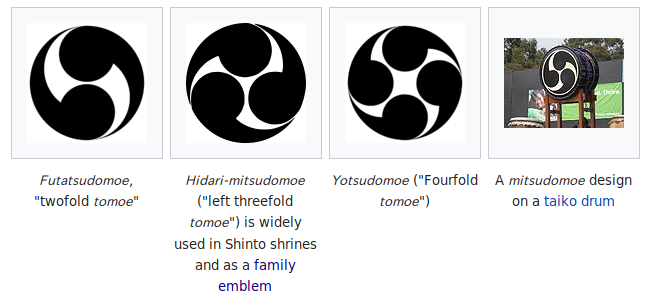 Futatsudomoe,
"twofold tomoe"
Hidari-mitsudomoe
("left threefold
tomoe") is widely
used in Shinto shrines
and as a family
emblem
Yotsudomoe ("Fourfold
tomoe")
A mitsudomoe design
on a taiko drum